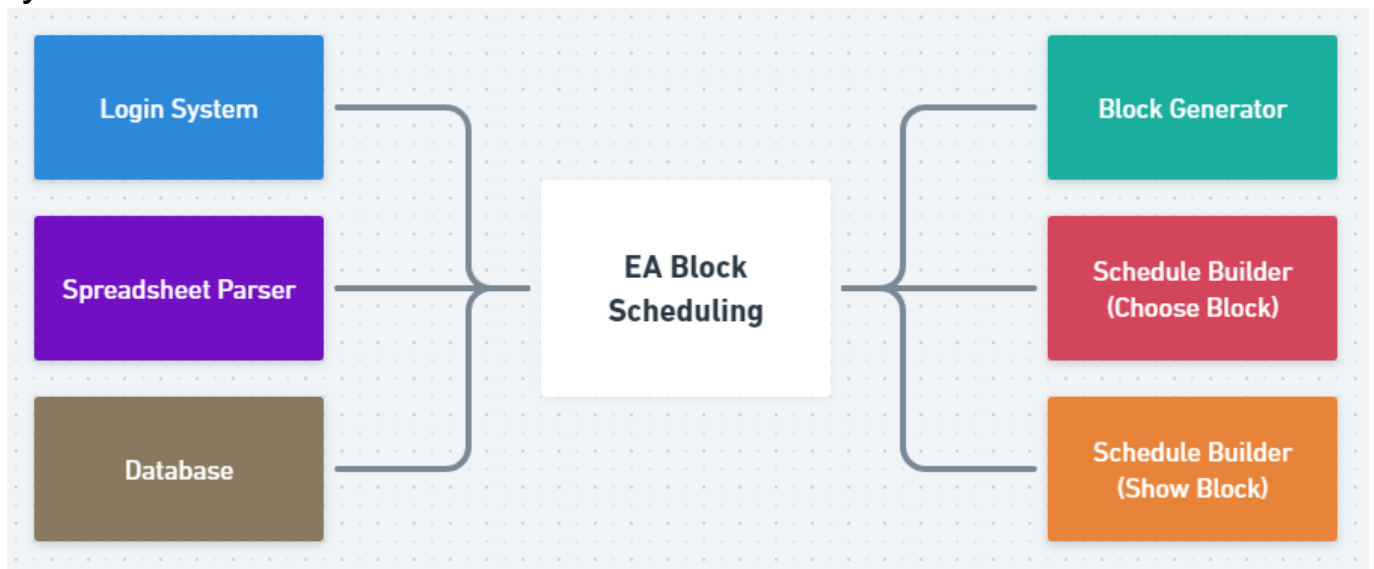 Login System
Spreadsheet Parser
Database
EA Block
Scheduling
Block Generator
Schedule Builder
(Choose Block)
Schedule Builder
(Show Block)